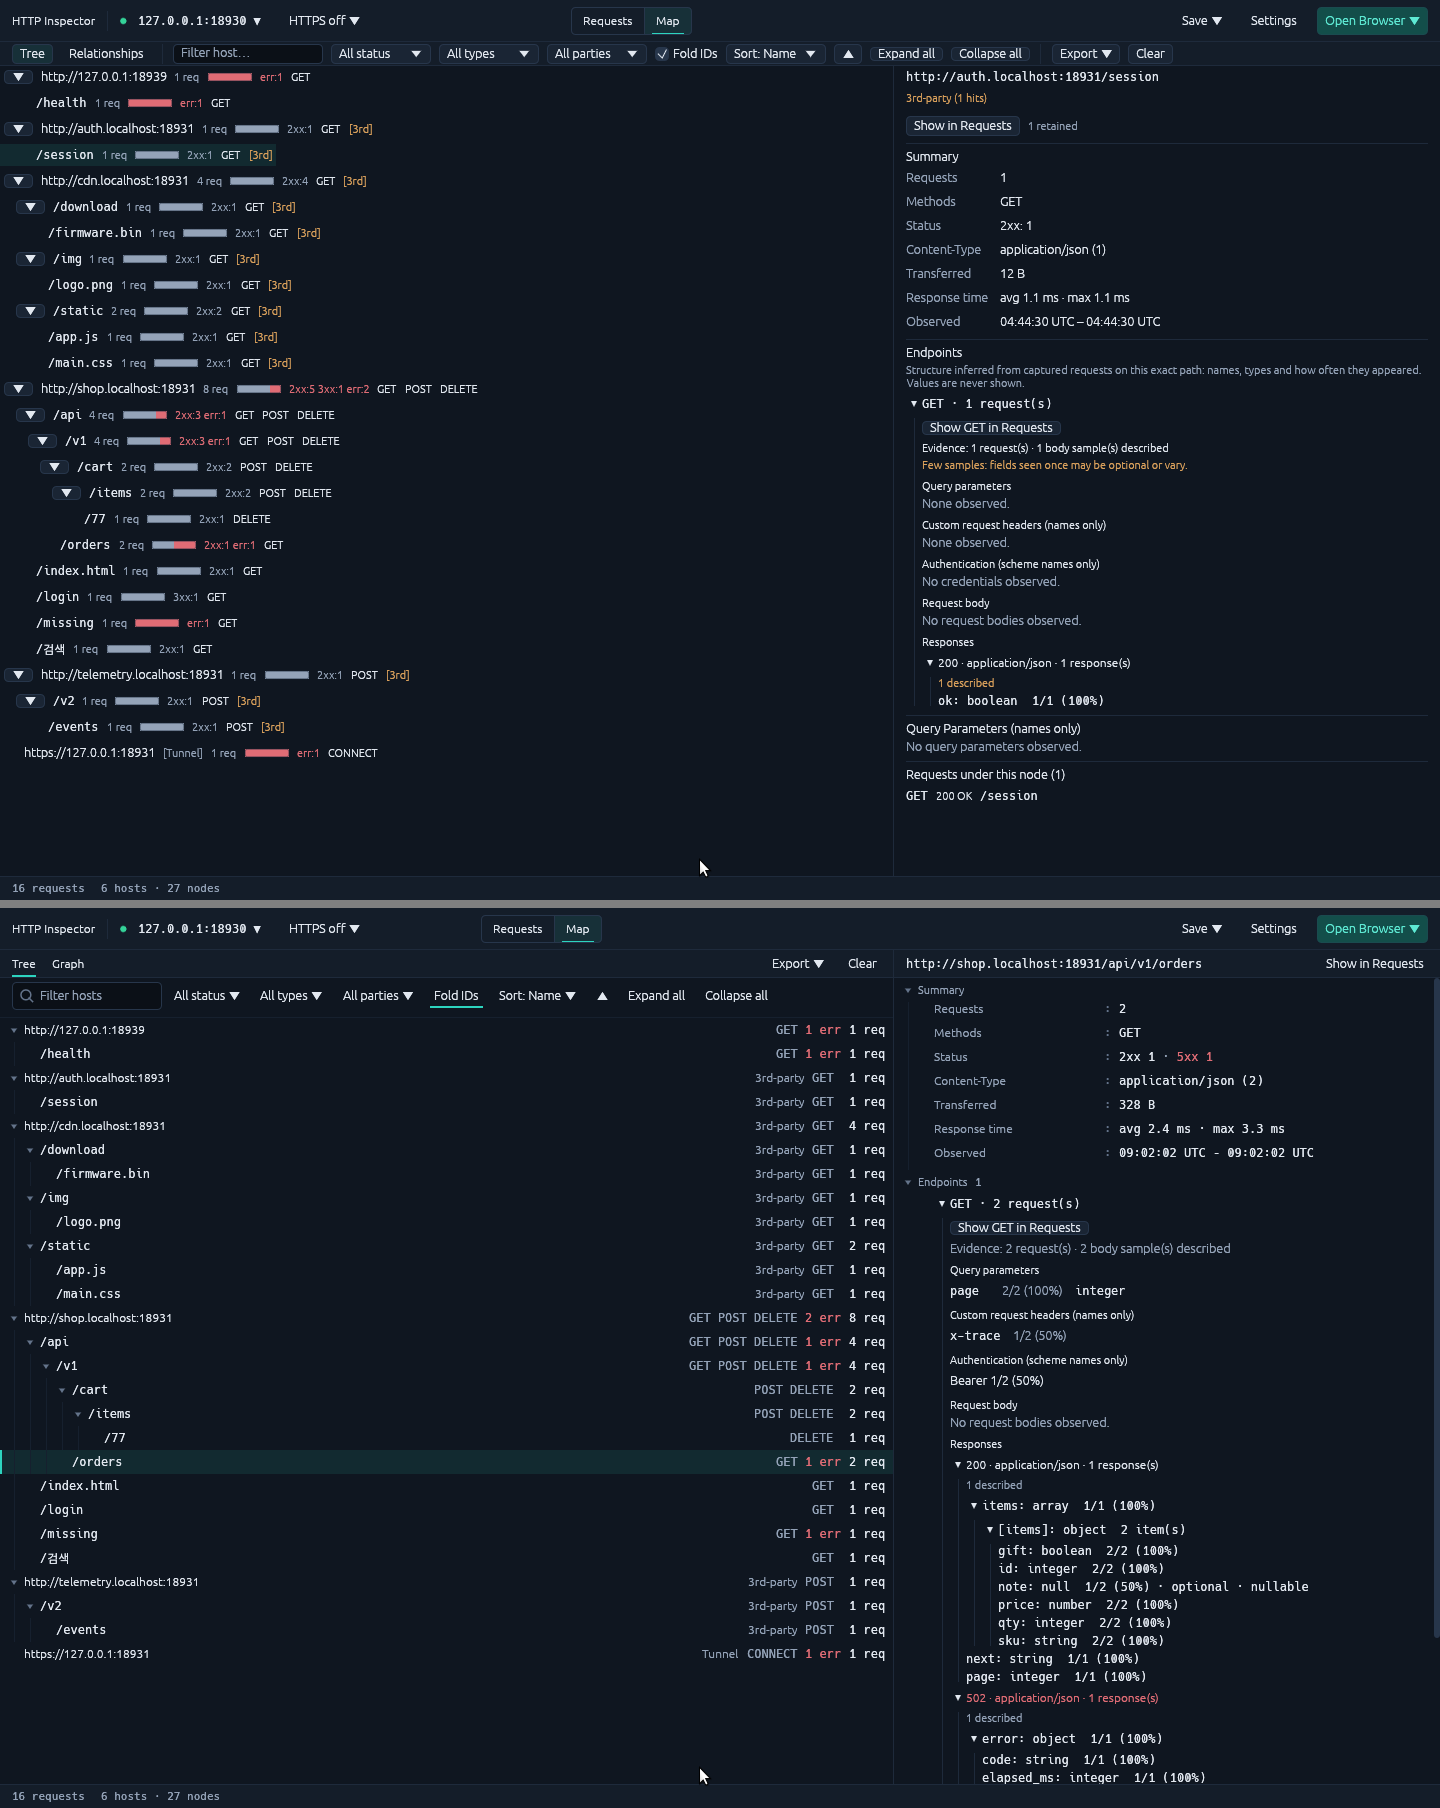 HTTP Inspector 127.0.0.1:18930 ▼ HTTPS off ▼ Requests Map Save ▼ Settings Open Browser ▼
Tree Relationships Filter host... All status ▼ All types ▼ All parties ▼ Fold IDs Sort: Name ▼ ▲ Expand all Collapse all Export ▼ Clear
▼ http://127.0.0.1:18939 1 req err:1 GET
/health 1 req err:1 GET
▼ http://auth.localhost:18931 1 req 2xx:1 GET [3rd]
/session 1 req 2xx:1 GET [3rd]
▼ http://cdn.localhost:18931 4 req 2xx:4 GET [3rd]
▼ /download 1 req 2xx:1 GET [3rd]
/firmware.bin 1 req 2xx:1 GET [3rd]
▼ /img 1 req 2xx:1 GET [3rd]
/logo.png 1 req 2xx:1 GET [3rd]
▼ /static 2 req 2xx:2 GET [3rd]
/app.js 1 req 2xx:1 GET [3rd]
/main.css 1 req 2xx:1 GET [3rd]
▼ http://shop.localhost:18931 8 req 2xx:5 3xx:1 err:2 GET POST DELETE
▼ /api 4 req 2xx:3 err:1 GET POST DELETE
▼ /v1 4 req 2xx:3 err:1 GET POST DELETE
▼ /cart 2 req 2xx:2 POST DELETE
▼ /items 2 req 2xx:2 POST DELETE
/77 1 req 2xx:1 DELETE
/orders 2 req 2xx:1 err:1 GET
/index.html 1 req 2xx:1 GET
/login 1 req 3xx:1 GET
/missing 1 req err:1 GET
/검색 1 req 2xx:1 GET
▼ http://telemetry.localhost:18931 1 req 2xx:1 POST [3rd]
▼ /v2 1 req 2xx:1 POST [3rd]
/events 1 req 2xx:1 POST [3rd]
https://127.0.0.1:18931 [Tunnel] 1 req err:1 CONNECT
http://auth.localhost:18931/session
3rd-party (1 hits)
Show in Requests 1 retained
Summary
Requests 1
Methods GET
Status 2xx: 1
Content-Type application/json (1)
Transferred 12 B
Response time avg 1.1 ms · max 1.1 ms
Observed 04:44:30 UTC – 04:44:30 UTC
Endpoints
Structure inferred from captured requests on this exact path: names, types and how often they appeared.
Values are never shown.
▼ GET · 1 request(s)
Show GET in Requests
Evidence: 1 request(s) · 1 body sample(s) described
Few samples: fields seen once may be optional or vary.
Query parameters
None observed.
Custom request headers (names only)
None observed.
Authentication (scheme names only)
No credentials observed.
Request body
No request bodies observed.
Responses
▼ 200 · application/json · 1 response(s)
1 described
ok: boolean 1/1 (100%)
Query Parameters (names only)
No query parameters observed.
Requests under this node (1)
GET 200 OK /session
16 requests 6 hosts · 27 nodes
HTTP Inspector 127.0.0.1:18930 ▼ HTTPS off ▼ Requests Map Save ▼ Settings Open Browser ▼
Tree Graph Export ▼ Clear
Filter hosts All status ▼ All types ▼ All parties ▼ Fold IDs Sort: Name ▼ ▲ Expand all Collapse all
http://127.0.0.1:18939 GET 1 err 1 req
/health GET 1 err 1 req
http://auth.localhost:18931 3rd-party GET 1 req
/session 3rd-party GET 1 req
http://cdn.localhost:18931 3rd-party GET 4 req
/download 3rd-party GET 1 req
/firmware.bin 3rd-party GET 1 req
/img 3rd-party GET 1 req
/logo.png 3rd-party GET 1 req
/static 3rd-party GET 2 req
/app.js 3rd-party GET 1 req
/main.css 3rd-party GET 1 req
http://shop.localhost:18931 GET POST DELETE 2 err 8 req
/api GET POST DELETE 1 err 4 req
/v1 GET POST DELETE 1 err 4 req
/cart POST DELETE 2 req
/items POST DELETE 2 req
/77 DELETE 1 req
/orders GET 1 err 2 req
/index.html GET 1 req
/login GET 1 req
/missing GET 1 err 1 req
/검색 GET 1 req
http://telemetry.localhost:18931 3rd-party POST 1 req
/v2 3rd-party POST 1 req
/events 3rd-party POST 1 req
https://127.0.0.1:18931 Tunnel CONNECT 1 err 1 req
http://shop.localhost:18931/api/v1/orders Show in Requests
Summary
Requests : 2
Methods : GET
Status : 2xx 1 · 5xx 1
Content-Type : application/json (2)
Transferred : 328 B
Response time : avg 2.4 ms · max 3.3 ms
Observed : 09:02:02 UTC - 09:02:02 UTC
Endpoints 1
▼ GET · 2 request(s)
Show GET in Requests
Evidence: 2 request(s) · 2 body sample(s) described
Query parameters
page 2/2 (100%) integer
Custom request headers (names only)
x-trace 1/2 (50%)
Authentication (scheme names only)
Bearer 1/2 (50%)
Request body
No request bodies observed.
Responses
▼ 200 · application/json · 1 response(s)
1 described
▼ items: array 1/1 (100%)
▼ [items]: object 2 item(s)
gift: boolean 2/2 (100%)
id: integer 2/2 (100%)
note: null 1/2 (50%) · optional · nullable
price: number 2/2 (100%)
qty: integer 2/2 (100%)
sku: string 2/2 (100%)
next: string 1/1 (100%)
page: integer 1/1 (100%)
▼ 502 · application/json · 1 response(s)
1 described
▼ error: object 1/1 (100%)
code: string 1/1 (100%)
elapsed_ms: integer 1/1 (100%)
16 requests 6 hosts · 27 nodes